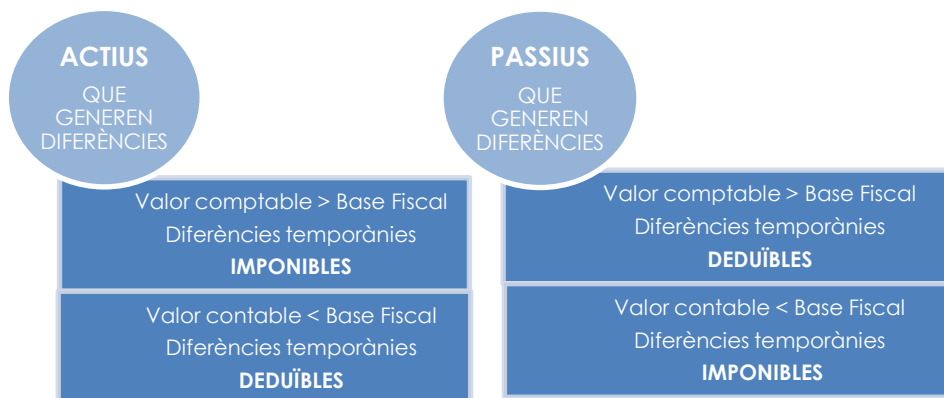 ACTIUS
QUE
GENEREN
DIFERÈNCIES
Valor comptable > Base Fiscal
Diferències temporànies
IMPONIBLES
Valor contable < Base Fiscal
Diferències temporànies
DEDUÏBLES
PASSIUS
QUE
GENEREN
DIFERÈNCIES
Valor comptable > Base Fiscal
Diferències temporànies
DEDUÏBLES
Valor contable < Base Fiscal
Diferències temporànies
IMPONIBLES